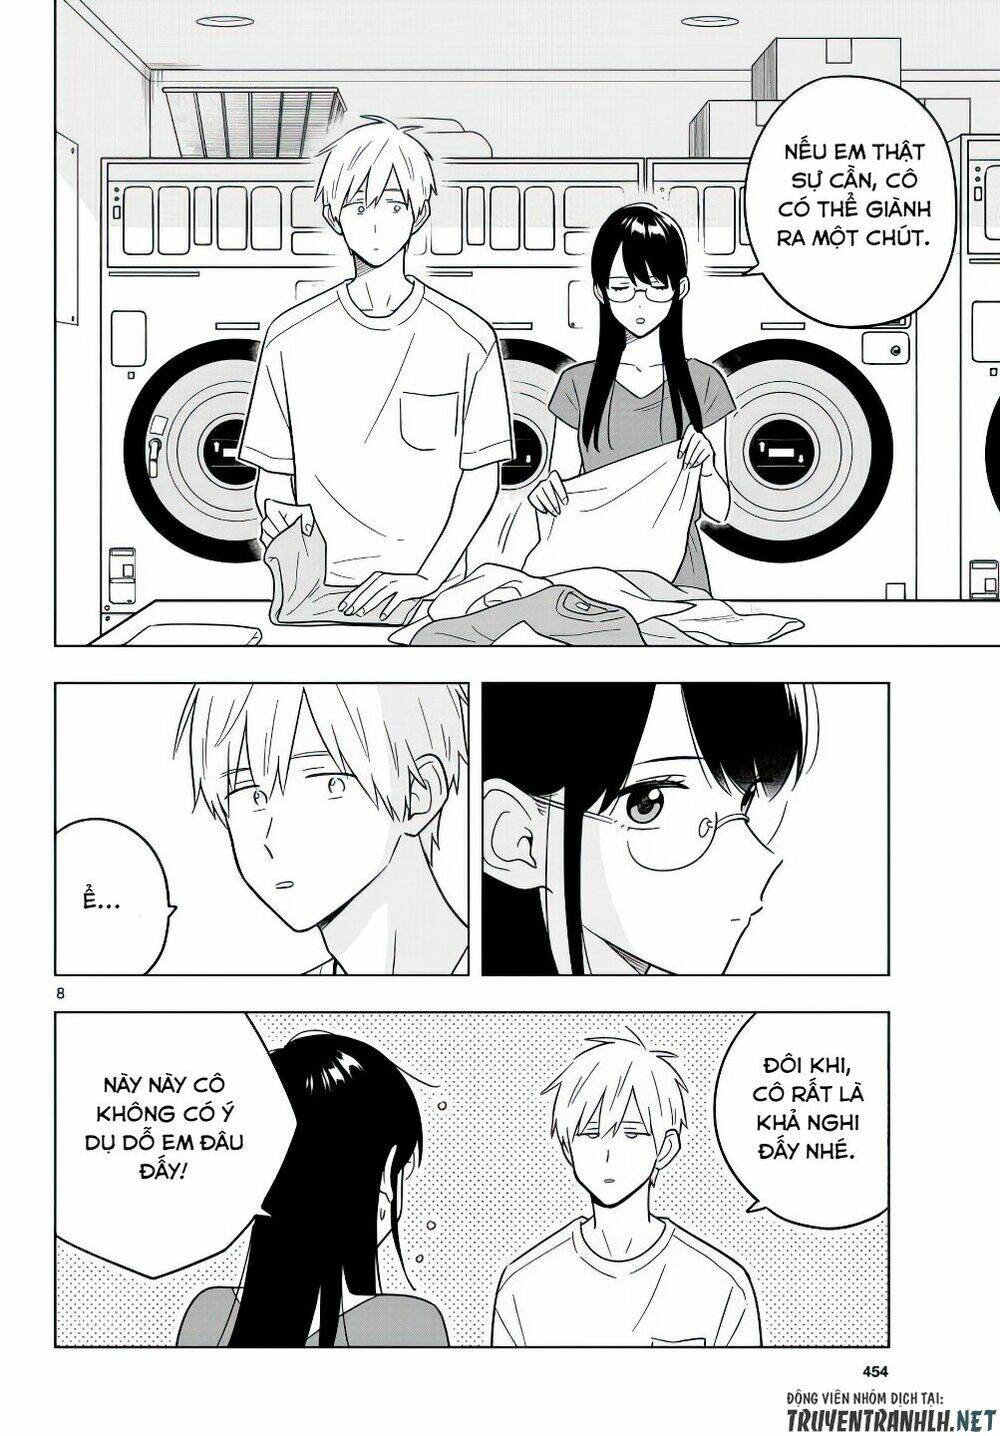 NẾU EM THẬT
SỰ CẦN, CÔ
CÓ THỂ GIÀNH
RA MỘT CHÚT.
Ể...
8
ĐÔI KHI,
CÔ RẤT LÀ
KHẢ NGHI
ĐẤY NHÉ.
NÀY NÀY CÔ
KHÔNG CÓ Ý
DỤ DỖ EM ĐÂU
ĐẤY!
454
ĐỘNG VIÊN NHÓM DỊCH TẠI:
TRUYENTRANHLH.NET